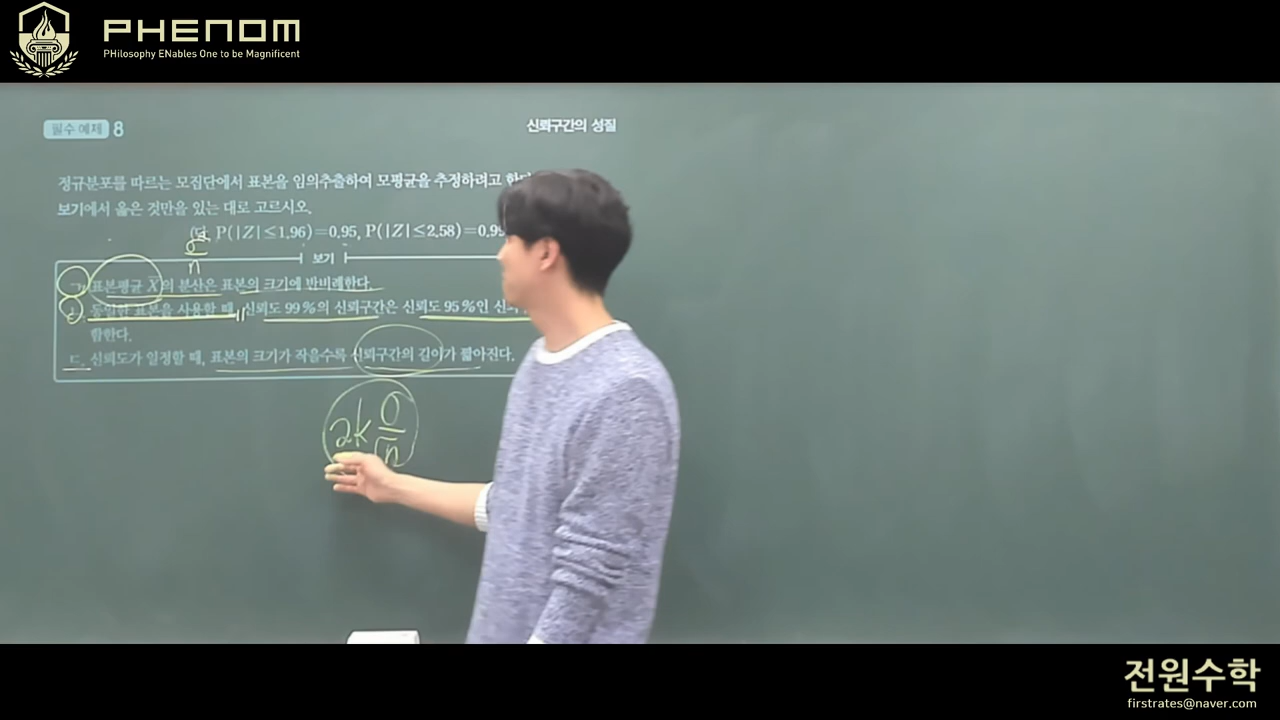 PHENOM
PHilosophy ENables One to be Magnificent
필수 예제 8
신뢰구간의 성질
정규분포를 따르는 모집단에서 표본을 임의추출하여 모평균을 추정하려고 한다
보기에서 옳은 것만을 있는 대로 고르시오.
(단, P(|Z|≤1.96)=0.95, P(|Z|≤2.58)=0.99
σ²/n
보기
ㄱ. 표본평균 X̄의 분산은 표본의 크기에 반비례한다.
ㄴ. 동일한 표본을 사용할 때, 신뢰도 99 %의 신뢰구간은 신뢰도 95 %인
함한다.
ㄷ. 신뢰도가 일정할 때, 표본의 크기가 작을수록 신뢰구간의 길이가 짧아진다.
2k σ/√n
전원수학
firstrates@naver.com